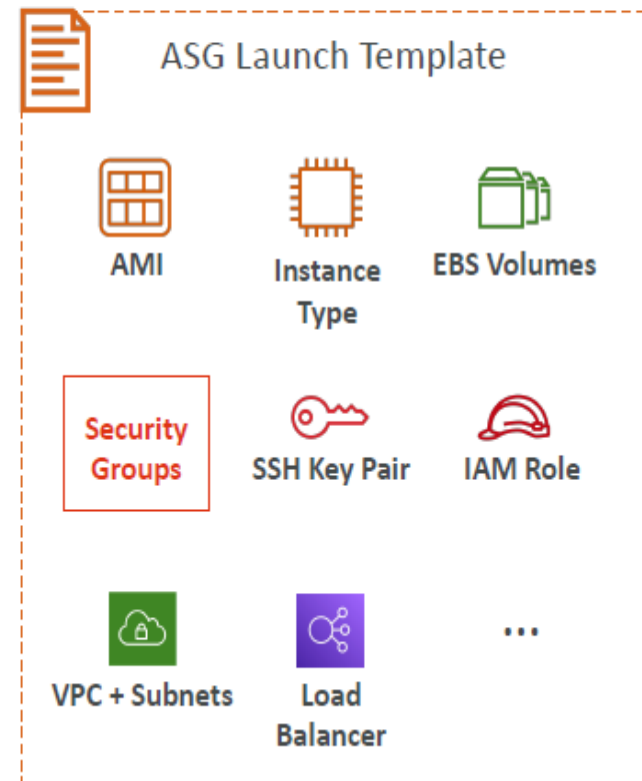 ASG Launch Template
AMI
Instance
Type
EBS Volumes
Security
Groups
SSH Key Pair
IAM Role
VPC + Subnets
Load
Balancer
...